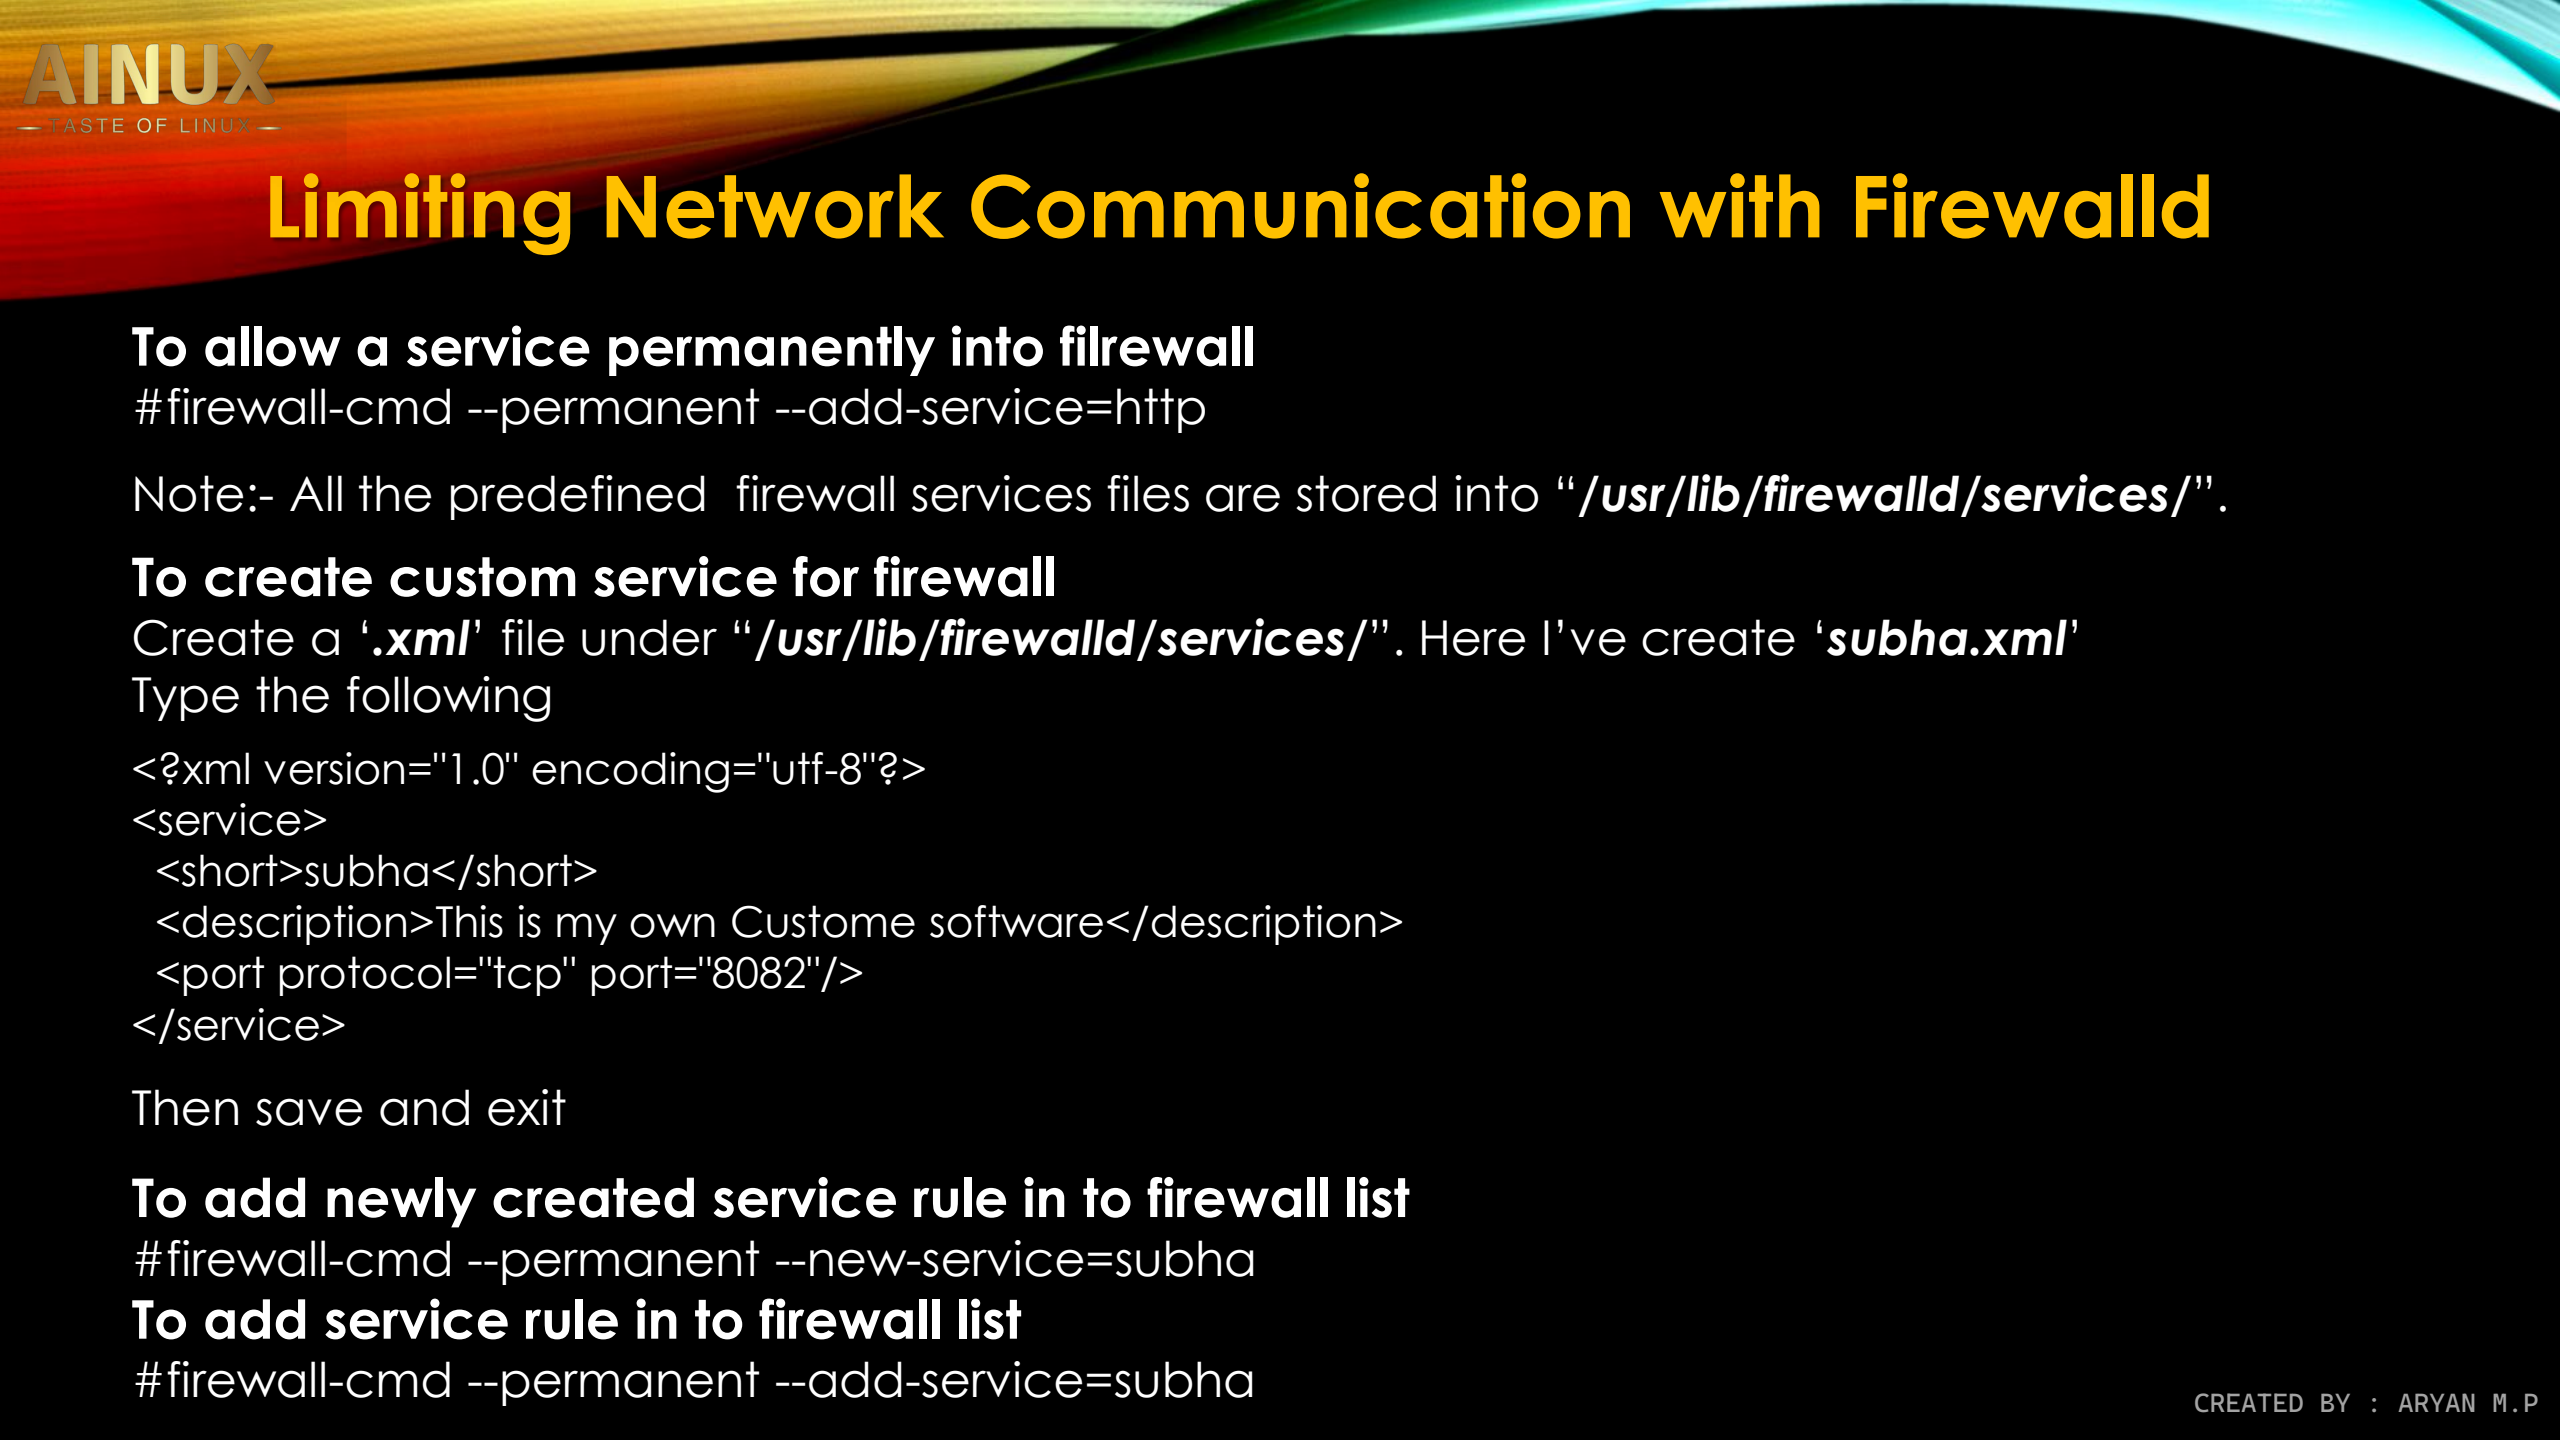 AINUX
TASTE OF LINUX
Limiting Network Communication with Firewalld
To allow a service permanently into filrewall
#firewall-cmd --permanent --add-service=http
Note:- All the predefined  firewall services files are stored into “/usr/lib/firewalld/services/”.
To create custom service for firewall
Create a ‘.xml’ file under “/usr/lib/firewalld/services/”. Here I’ve create ‘subha.xml’
Type the following
<?xml version="1.0" encoding="utf-8"?>
<service>
  <short>subha</short>
  <description>This is my own Custome software</description>
  <port protocol="tcp" port="8082"/>
</service>
Then save and exit
To add newly created service rule in to firewall list
#firewall-cmd --permanent --new-service=subha
To add service rule in to firewall list
#firewall-cmd --permanent --add-service=subha
CREATED BY : ARYAN M.P